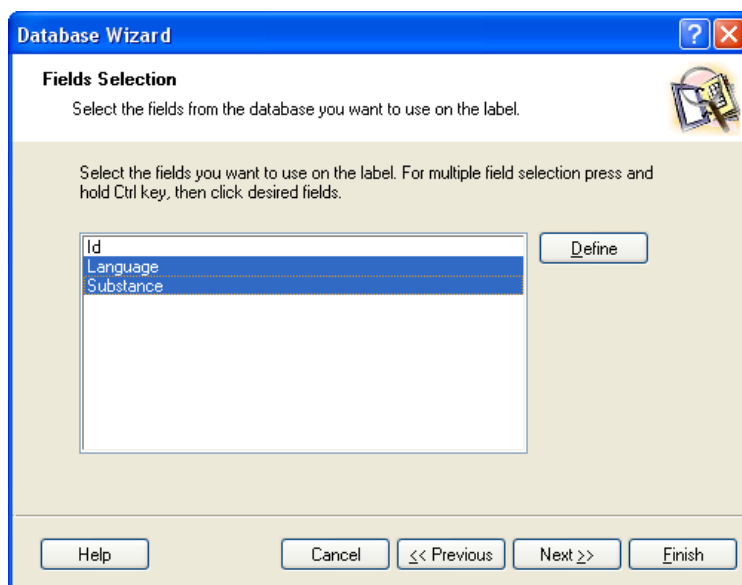 Database Wizard
Fields Selection
Select the fields from the database you want to use on the label.
Select the fields you want to use on the label. For multiple field selection press and
hold Ctrl key, then click desired fields.
Id
Language
Substance
Define
Help
Cancel
<< Previous
Next >>
Finish